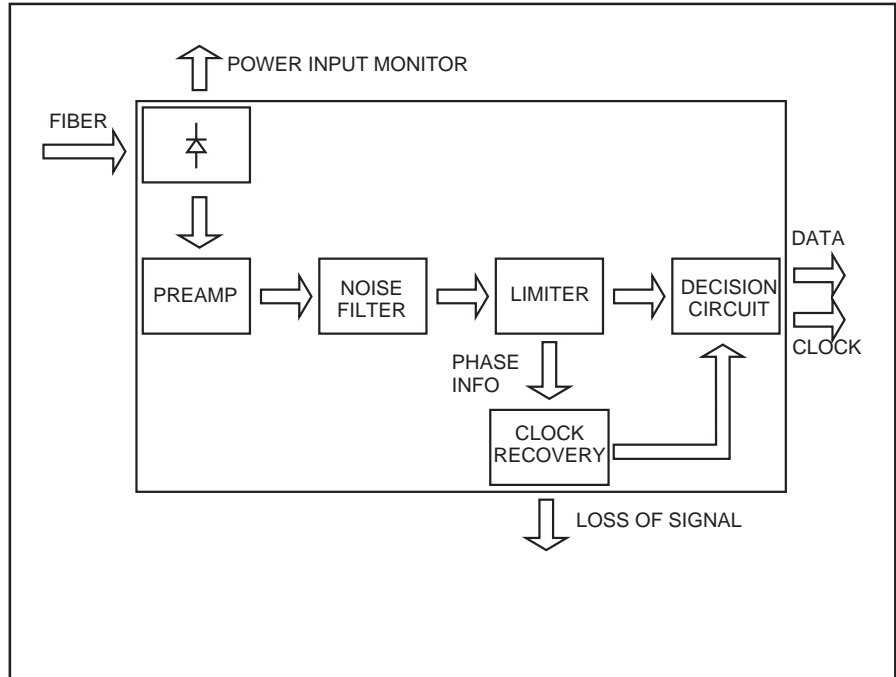 POWER INPUT MONITOR
FIBER
DATA
PREAMP
NOISE
FILTER
LIMITER
DECISION
CIRCUIT
CLOCK
PHASE
INFO
CLOCK
RECOVERY
LOSS OF SIGNAL